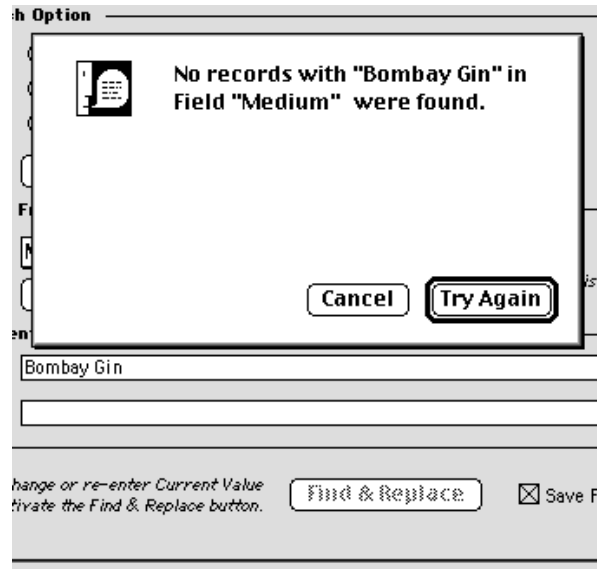 h Option
No records with "Bombay Gin" in
Field "Medium" were found.
is
Cancel
Try Again
Bombay Gin
hange or re-enter Current Value
tivate the Find & Replace button.
Find & Replace
Save F